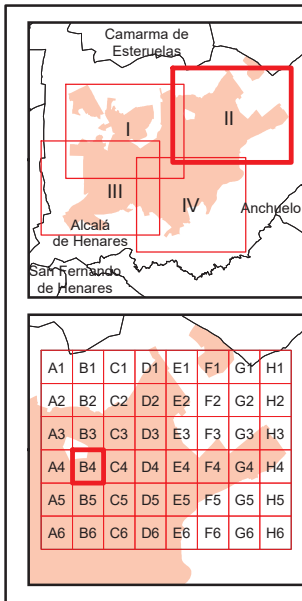 Camarma de
Esteruelas
I
II
III
IV
Anchuelo
Alcalá
de Henares
San Fernando
de Henares
A1 B1 C1 D1 E1 F1 G1 H1
A2 B2 C2 D2 E2 F2 G2 H2
A3 B3 C3 D3 E3 F3 G3 H3
A4 B4 C4 D4 E4 F4 G4 H4
A5 B5 C5 D5 E5 F5 G5 H5
A6 B6 C6 D6 E6 F6 G6 H6